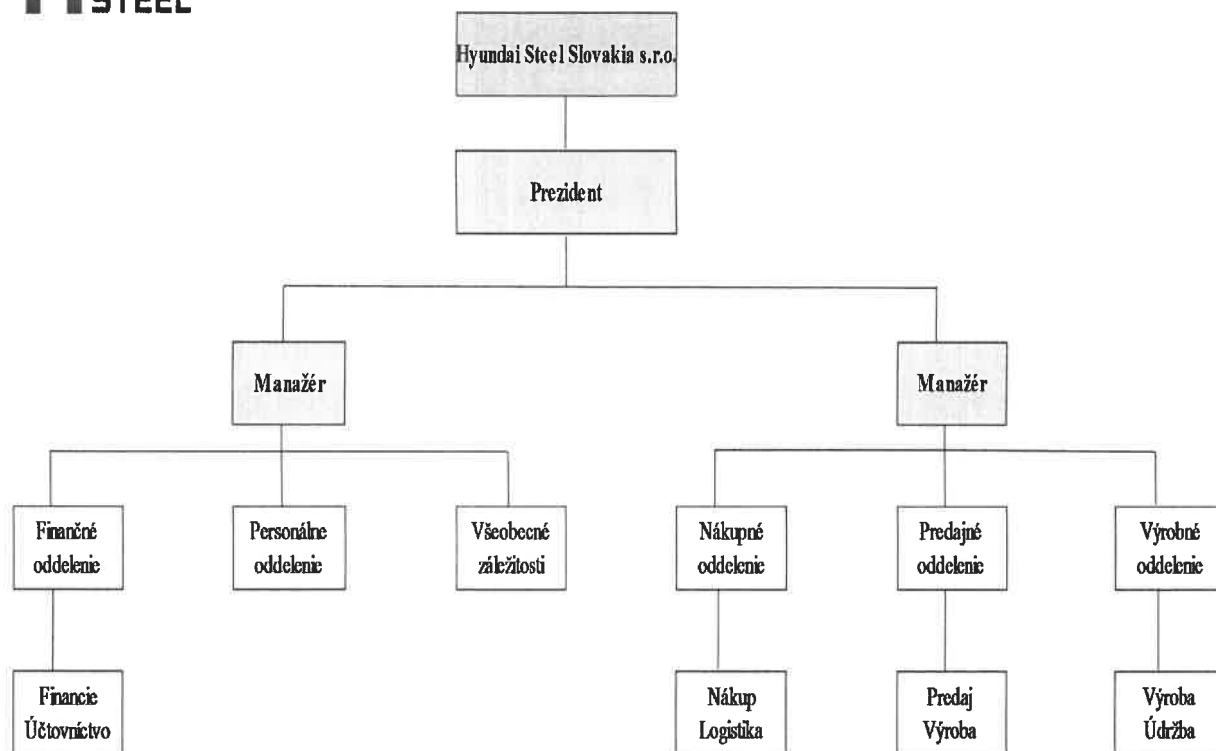 STEEL
Hyundai Steel Slovakia s.r.o.
Prezident
Manažér
Manažér
Finančné
oddelenie
Personálne
oddelenie
Všeobecné
záležitosti
Nákupné
oddelenie
Predajné
oddelenie
Výrobné
oddelenie
Financie
Účtovníctvo
Nákup
Logistika
Predaj
Výroba
Výroba
Údržba